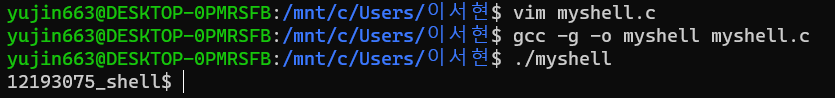 yujin663@DESKTOP-0PMRSFB:/mnt/c/Users/이서현$ vim myshell.c
yujin663@DESKTOP-0PMRSFB:/mnt/c/Users/이서현$ gcc -g -o myshell myshell.c
yujin663@DESKTOP-0PMRSFB:/mnt/c/Users/이서현$ ./myshell
12193075_shell$